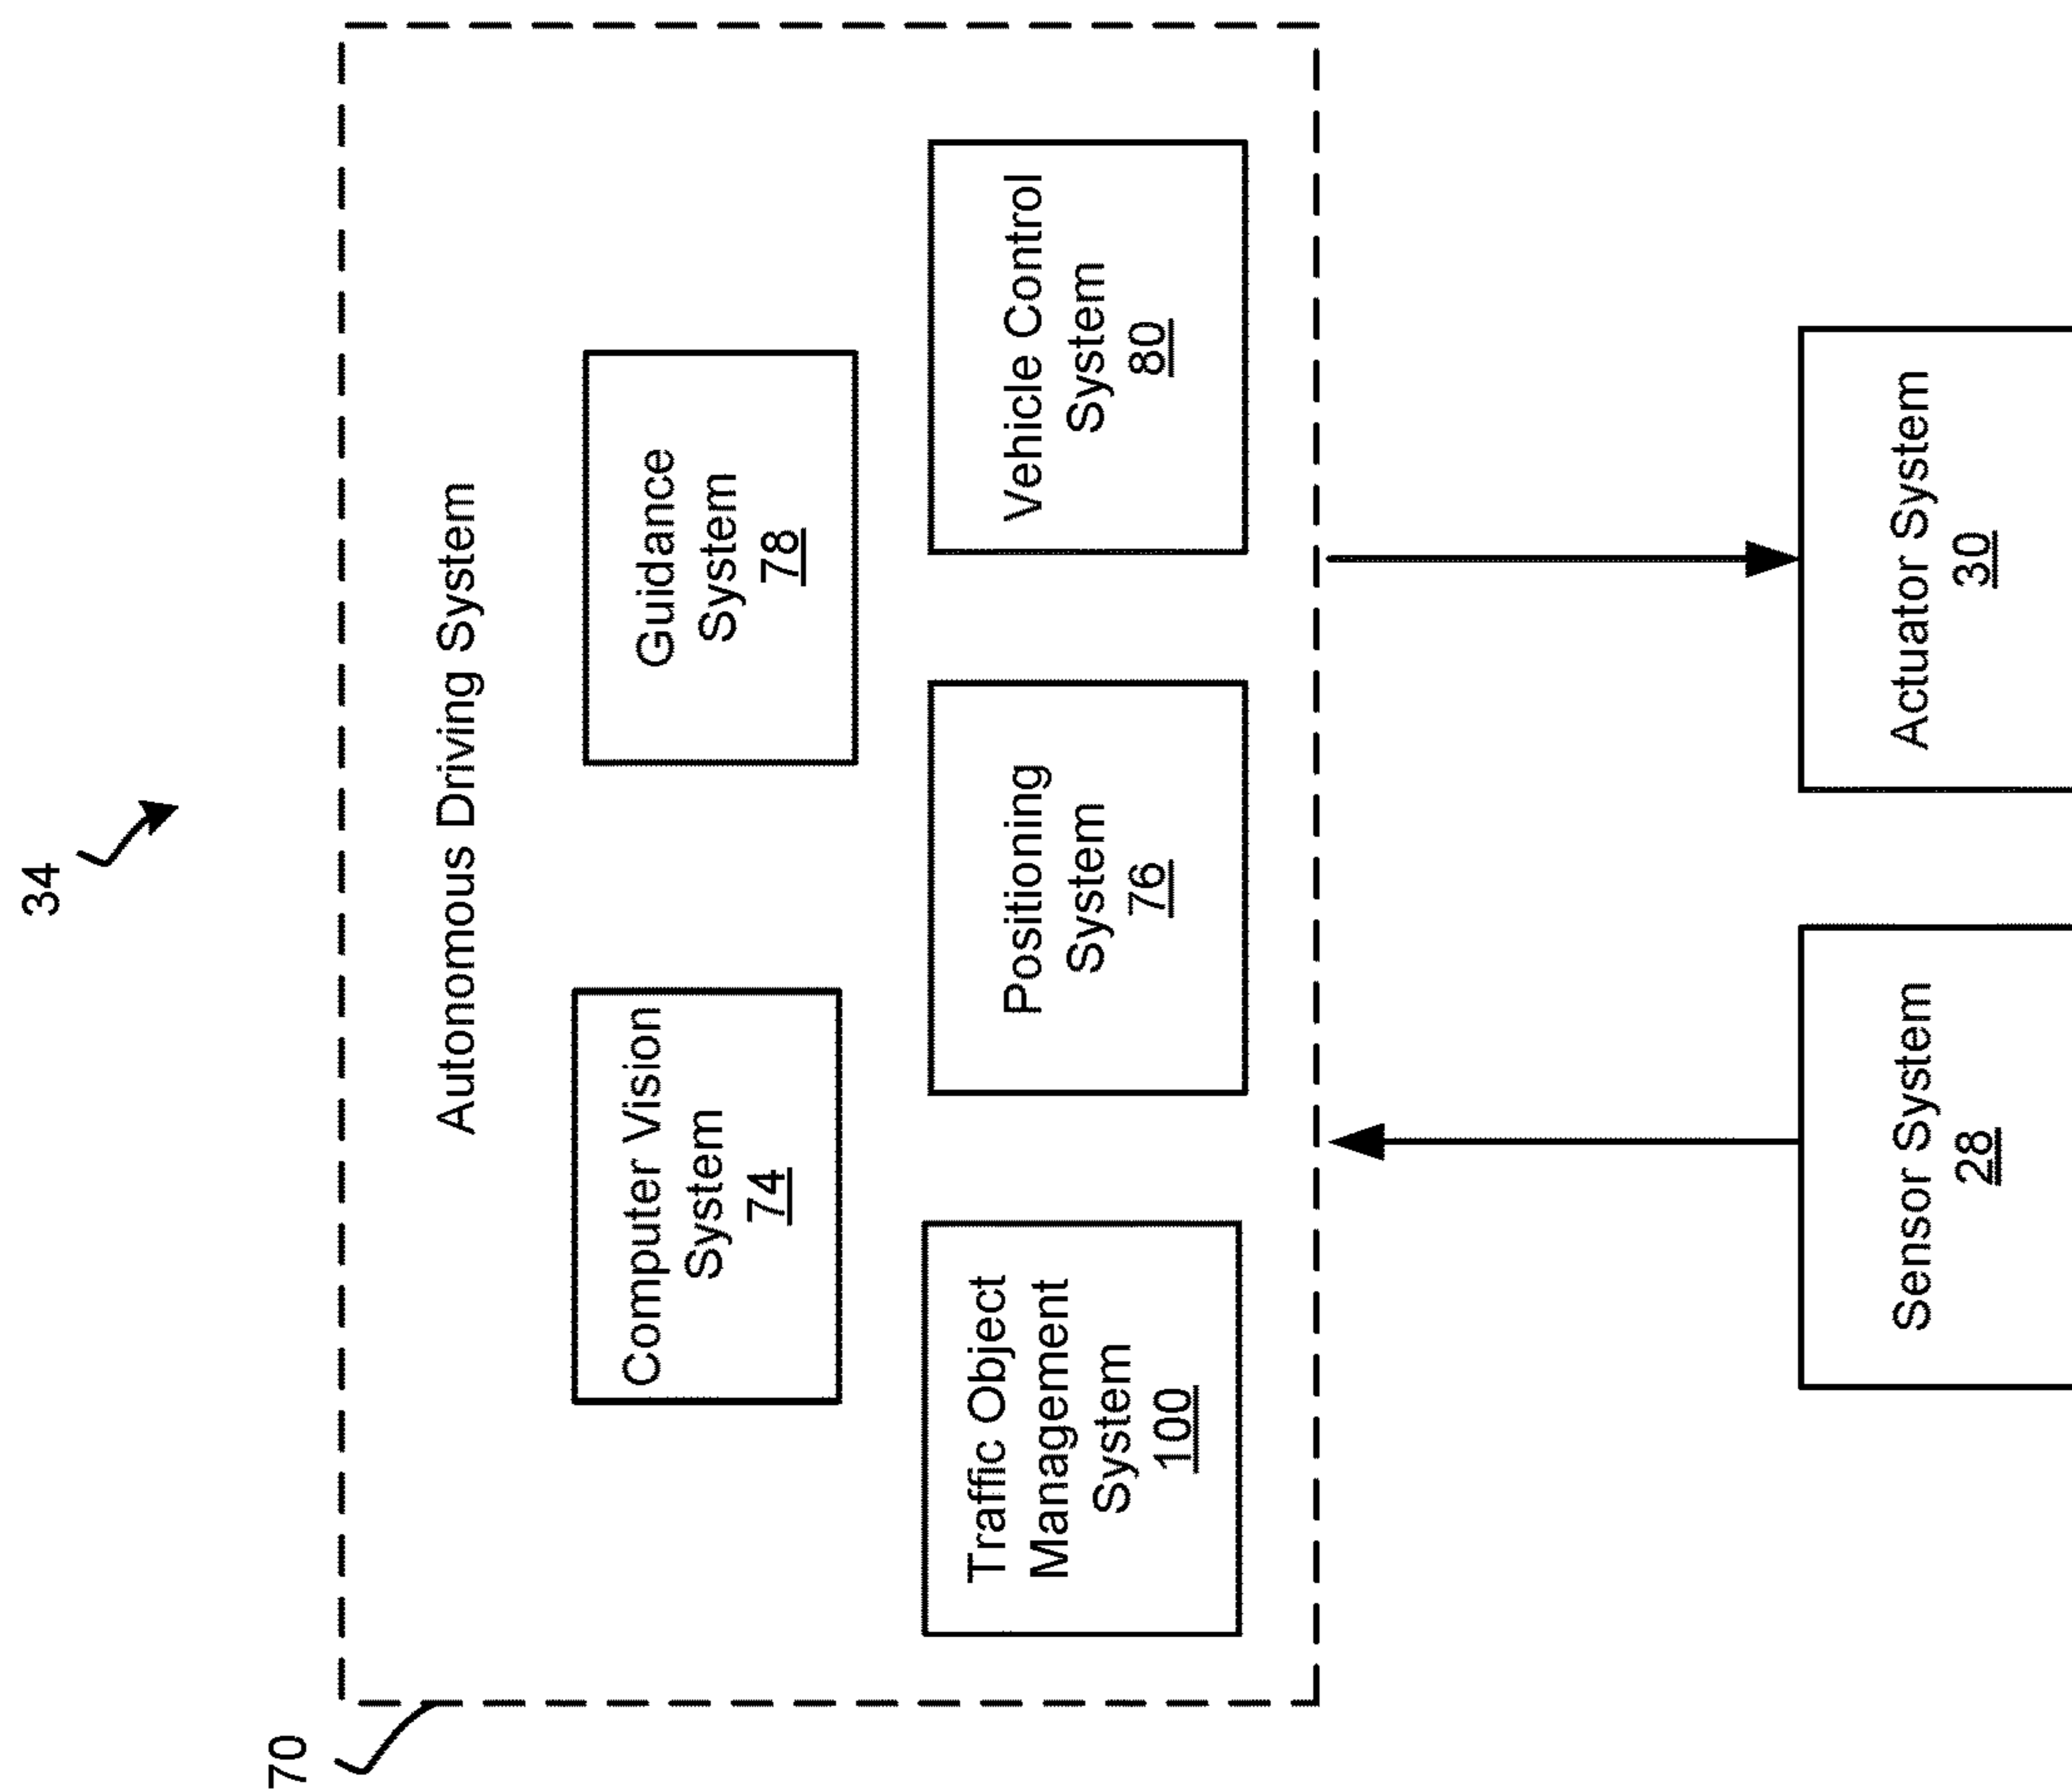 34
70
Autonomous Driving System
Computer Vision
System
74
Guidance
System
78
Traffic Object
Management
System
100
Positioning
System
76
Vehicle Control
System
80
Sensor System
28
Actuator System
30